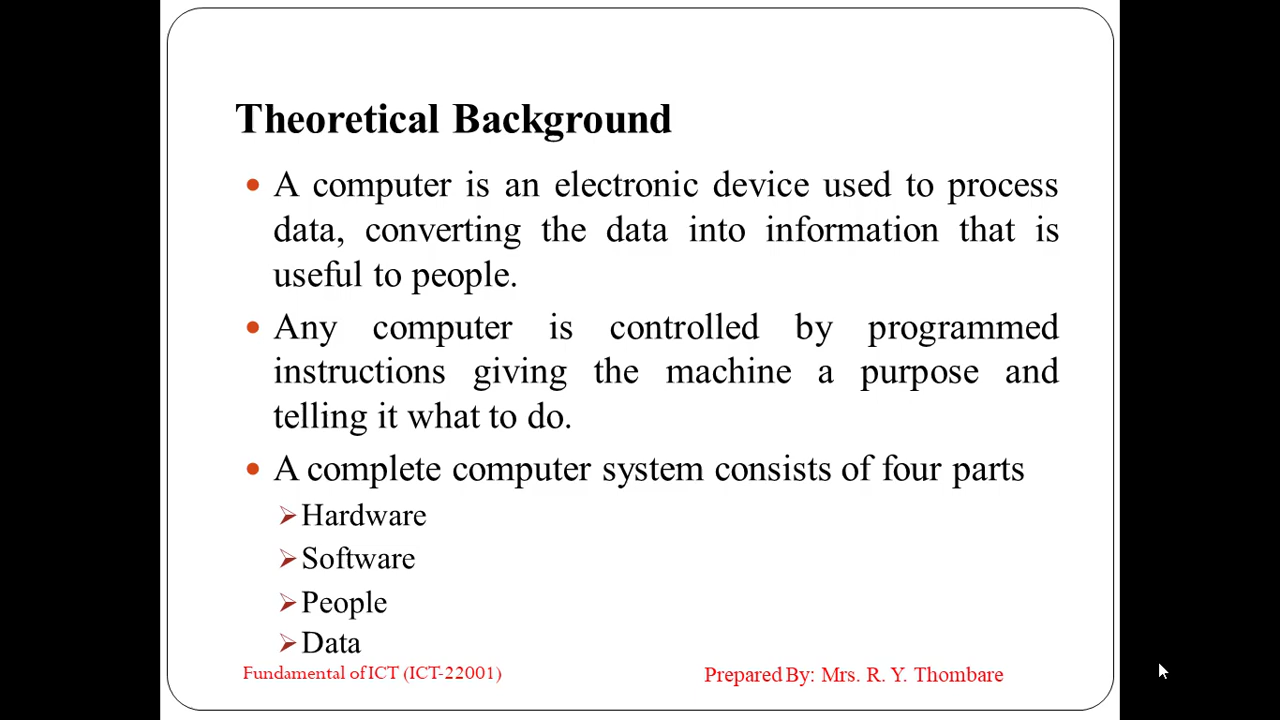 Theoretical Background
A computer is an electronic device used to process
data, converting the data into information that is
useful to people.
Any computer is controlled by programmed
instructions giving the machine a purpose and
telling it what to do.
A complete computer system consists of four parts
Hardware
Software
People
Data
Fundamental of ICT (ICT-22001)
Prepared By: Mrs. R. Y. Thombare